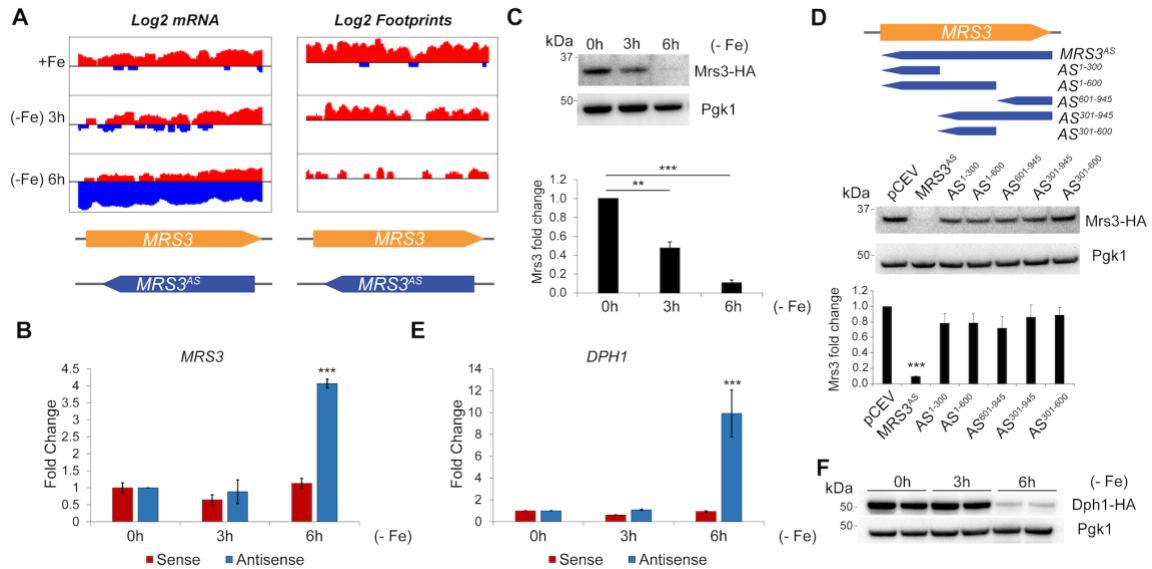 A
Log2 mRNA
Log2 Footprints
+Fe
(-Fe) 3h
(-Fe) 6h
MRS3
MRS3
MRS3AS
MRS3AS
B
MRS3
Fold Change
4.5
4
3.5
3
2.5
2
1.5
1
0.5
0
***
0h
3h
6h
(- Fe)
Sense
Antisense
C
kDa
0h
3h
6h
(- Fe)
37
Mrs3-HA
50
Pgk1
Mrs3 fold change
1.2
1.0
0.8
0.6
0.4
0.2
0.0
***
**
0h
3h
6h
(- Fe)
E
DPH1
Fold Change
14
12
10
8
6
4
2
0
***
0h
3h
6h
(- Fe)
Sense
Antisense
D
MRS3
MRS3AS
AS1-300
AS1-600
AS601-945
AS301-945
AS301-600
kDa
pCEV
MRS3AS
AS1-300
AS1-600
AS601-945
AS301-945
AS301-600
37
Mrs3-HA
50
Pgk1
Mrs3 fold change
1.2
1.0
0.8
0.6
0.4
0.2
0.0
***
pCEV
MRS3AS
AS1-300
AS1-600
AS601-945
AS301-945
AS301-600
F
kDa
0h
3h
6h
(- Fe)
50
Dph1-HA
50
Pgk1